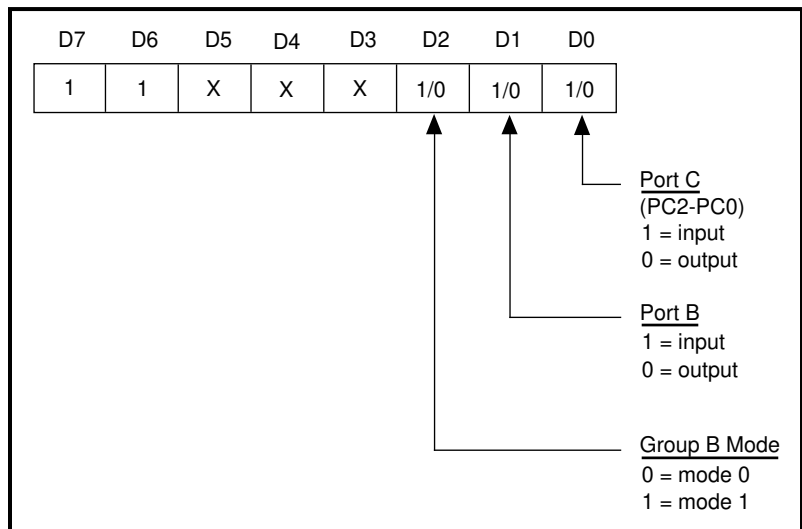 D7 D6 D5 D4 D3 D2 D1 D0
1 1 X X X 1/0 1/0 1/0
Port C
(PC2-PC0)
1 = input
0 = output
Port B
1 = input
0 = output
Group B Mode
0 = mode 0
1 = mode 1